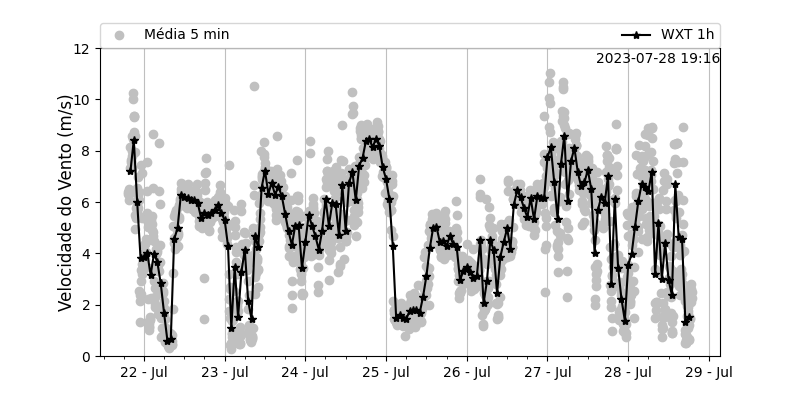 Média 5 min
WXT 1h
2023-07-28 19:16
Velocidade do Vento (m/s)
12
10
8
6
4
2
0
22 - Jul
23 - Jul
24 - Jul
25 - Jul
26 - Jul
27 - Jul
28 - Jul
29 - Jul